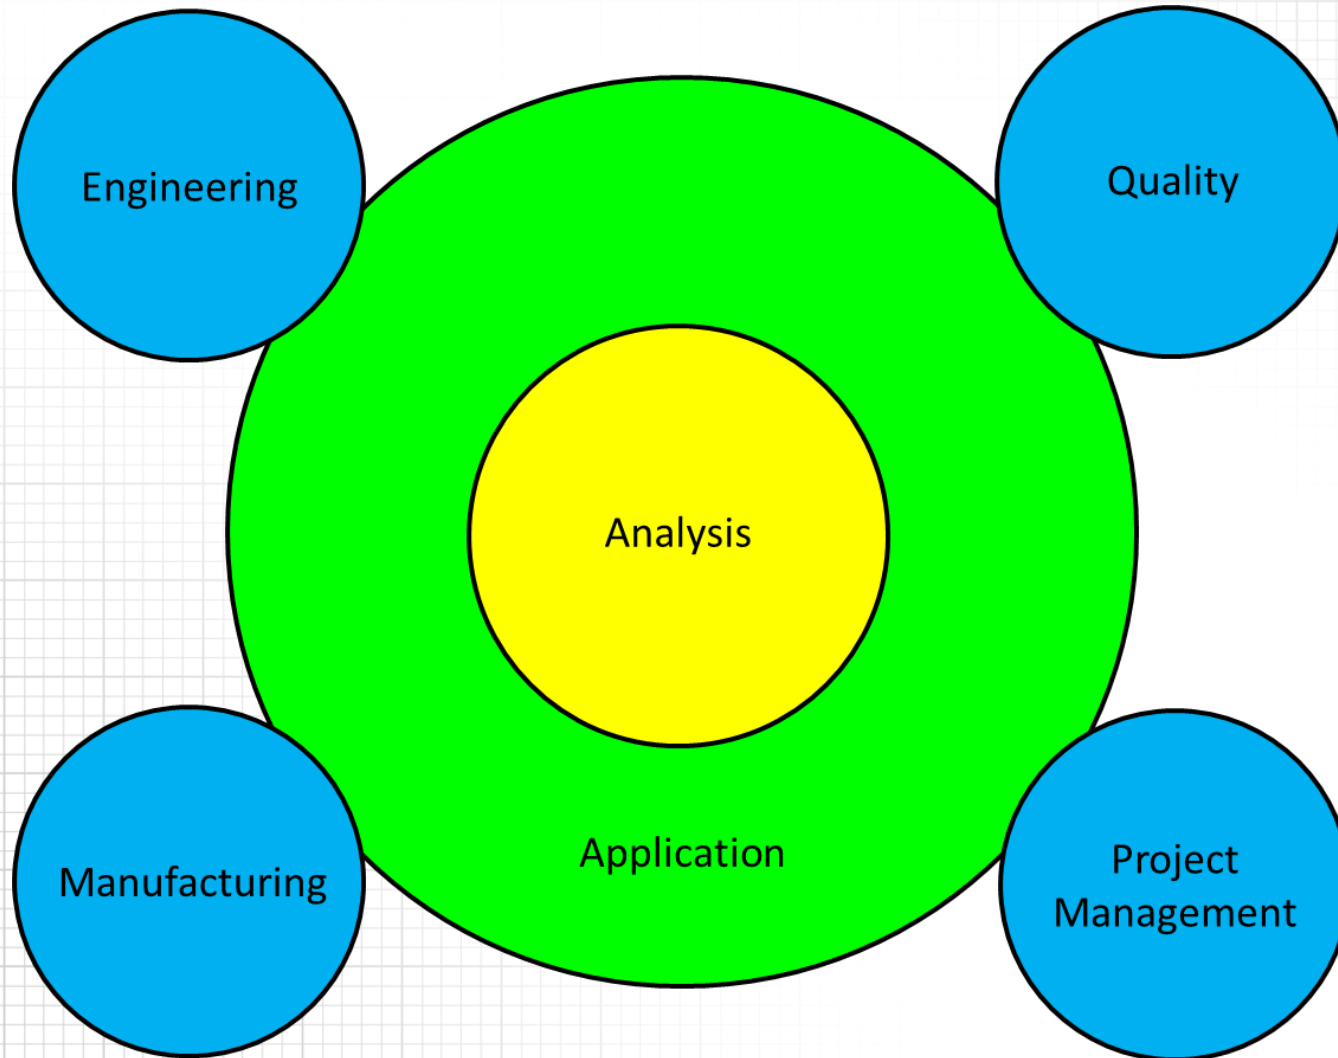 Engineering
Quality
Analysis
Application
Manufacturing
Project
Management